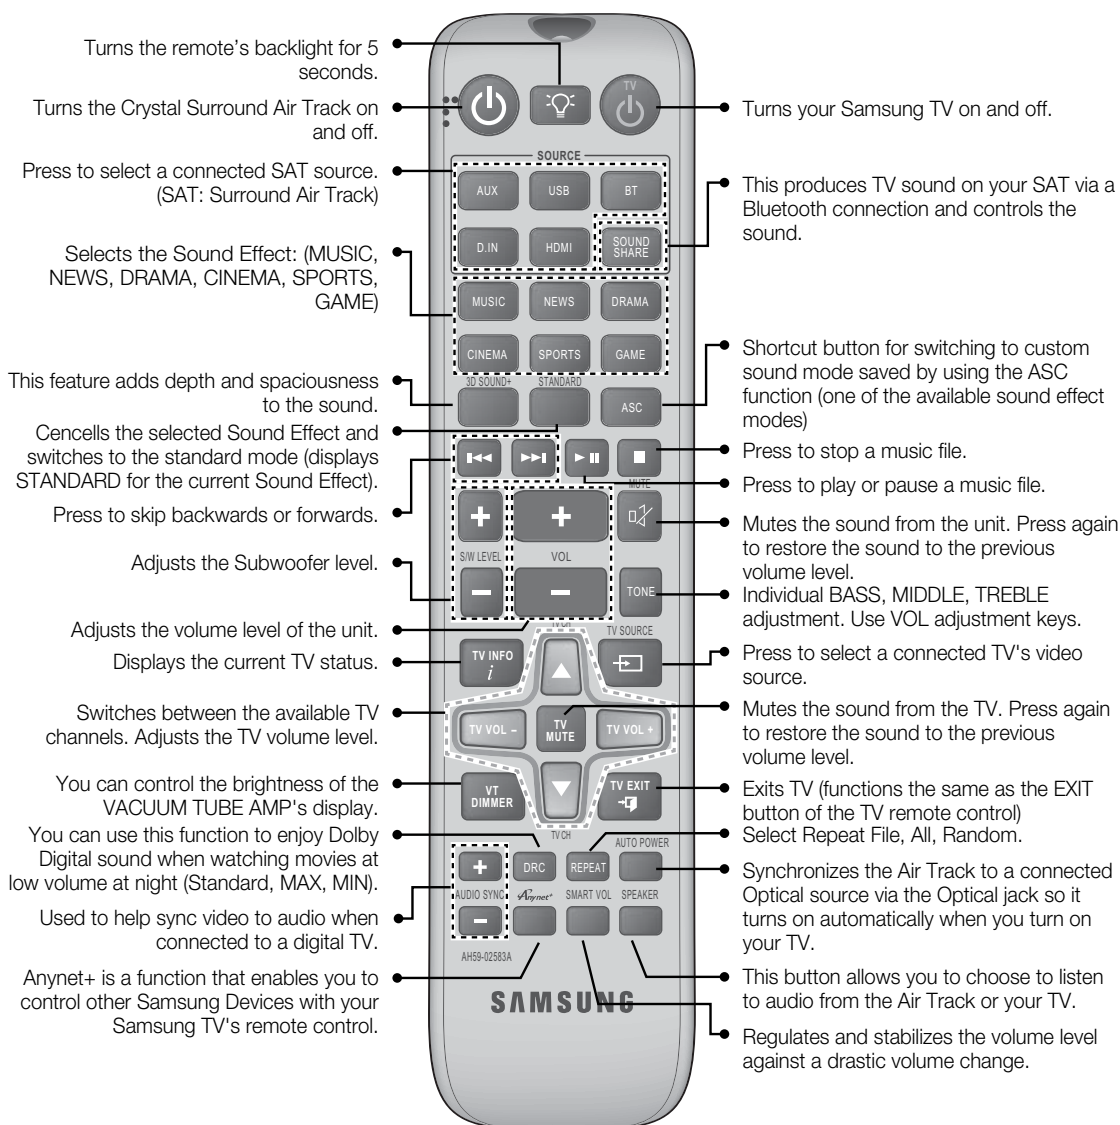 Turns the remote's backlight for 5
seconds.
Turns the Crystal Surround Air Track on
and off.
Press to select a connected SAT source.
(SAT: Surround Air Track)
Selects the Sound Effect: (MUSIC,
NEWS, DRAMA, CINEMA, SPORTS,
GAME)
This feature adds depth and spaciousness
to the sound.
Cencells the selected Sound Effect and
switches to the standard mode (displays
STANDARD for the current Sound Effect).
Press to skip backwards or forwards.
Adjusts the Subwoofer level.
Adjusts the volume level of the unit.
Displays the current TV status.
Switches between the available TV
channels. Adjusts the TV volume level.
You can control the brightness of the
VACUUM TUBE AMP's display.
You can use this function to enjoy Dolby
Digital sound when watching movies at
low volume at night (Standard, MAX, MIN).
Used to help sync video to audio when
connected to a digital TV.
Anynet+ is a function that enables you to
control other Samsung Devices with your
Samsung TV's remote control.
TV
SOURCE
AUX USB BT
D.IN HDMI SOUND
SHARE
MUSIC NEWS DRAMA
CINEMA SPORTS GAME
3D SOUND+ STANDARD
ASC
MUTE
S/W LEVEL VOL
TONE
TV CH TV SOURCE
TV INFO
i
TV VOL − TV
MUTE TV VOL +
VT
DIMMER
TV EXIT
TV CH AUTO POWER
DRC REPEAT
AUDIO SYNC Anynet+ SMART VOL SPEAKER
AH59-02583A
SAMSUNG
Turns your Samsung TV on and off.
This produces TV sound on your SAT via a
Bluetooth connection and controls the
sound.
Shortcut button for switching to custom
sound mode saved by using the ASC
function (one of the available sound effect
modes)
Press to stop a music file.
Press to play or pause a music file.
Mutes the sound from the unit. Press again
to restore the sound to the previous
volume level.
Individual BASS, MIDDLE, TREBLE
adjustment. Use VOL adjustment keys.
Press to select a connected TV's video
source.
Mutes the sound from the TV. Press again
to restore the sound to the previous
volume level.
Exits TV (functions the same as the EXIT
button of the TV remote control)
Select Repeat File, All, Random.
Synchronizes the Air Track to a connected
Optical source via the Optical jack so it
turns on automatically when you turn on
your TV.
This button allows you to choose to listen
to audio from the Air Track or your TV.
Regulates and stabilizes the volume level
against a drastic volume change.